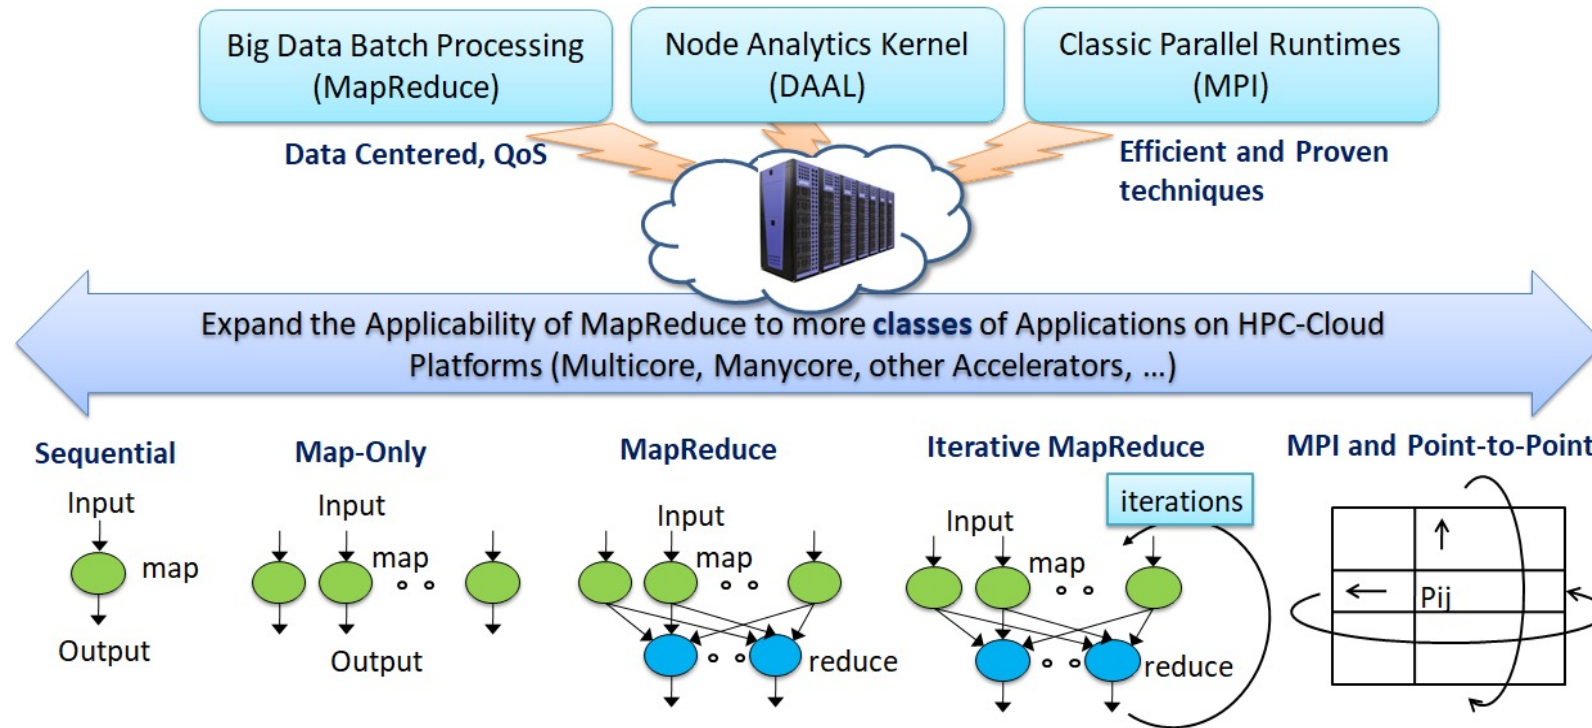 Big Data Batch Processing
(MapReduce)
Node Analytics Kernel
(DAAL)
Classic Parallel Runtimes
(MPI)
Data Centered, QoS
Efficient and Proven
techniques
Expand the Applicability of MapReduce to more classes of Applications on HPC-Cloud
Platforms (Multicore, Manycore, other Accelerators, ...)
Sequential
Input
map
Output
Map-Only
Input
map
Output
MapReduce
Input
map
reduce
Iterative MapReduce
iterations
Input
map
reduce
MPI and Point-to-Point
Pij